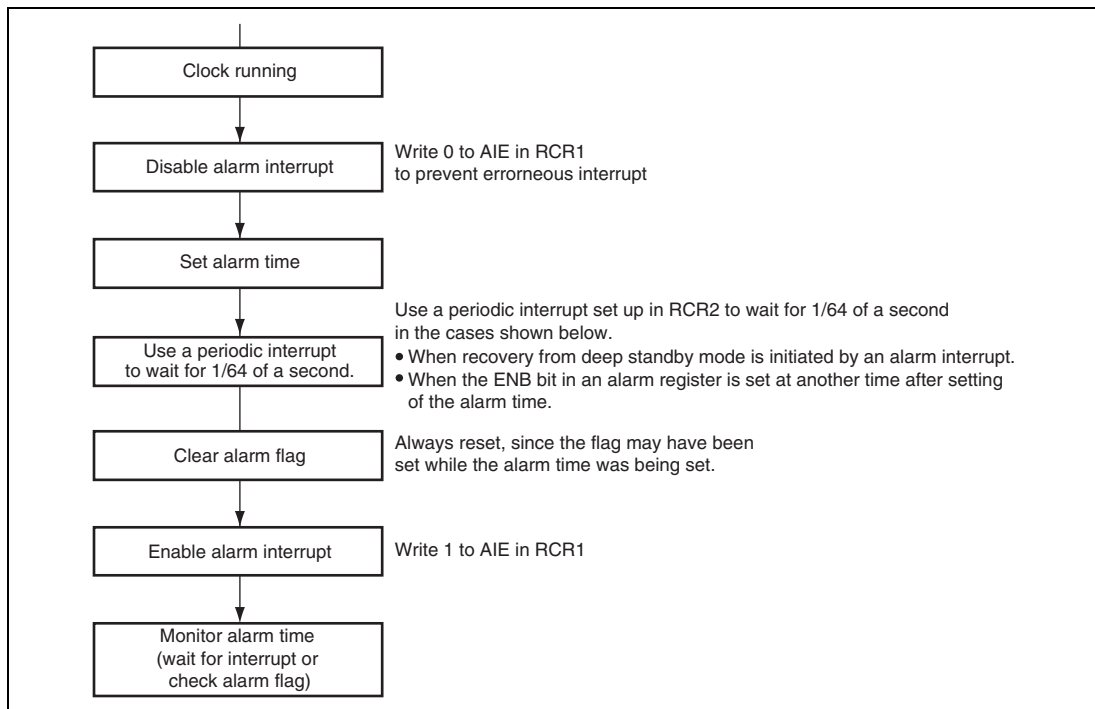 Clock running
Disable alarm interrupt
Write 0 to AIE in RCR1
to prevent errorneous interrupt
Set alarm time
Use a periodic interrupt
to wait for 1/64 of a second.
Use a periodic interrupt set up in RCR2 to wait for 1/64 of a second
in the cases shown below.
• When recovery from deep standby mode is initiated by an alarm interrupt.
• When the ENB bit in an alarm register is set at another time after setting
of the alarm time.
Clear alarm flag
Always reset, since the flag may have been
set while the alarm time was being set.
Enable alarm interrupt
Write 1 to AIE in RCR1
Monitor alarm time
(wait for interrupt or
check alarm flag)